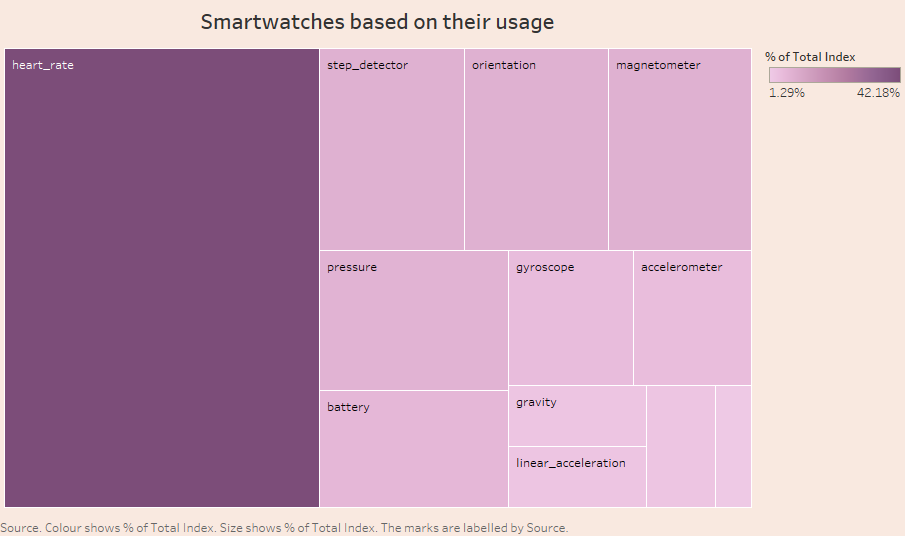 Smartwatches based on their usage
heart_rate
step_detector
orientation
magnetometer
% of Total Index
1.29%
42.18%
pressure
gyroscope
accelerometer
battery
gravity
linear_acceleration
Source. Colour shows % of Total Index. Size shows % of Total Index. The marks are labelled by Source.